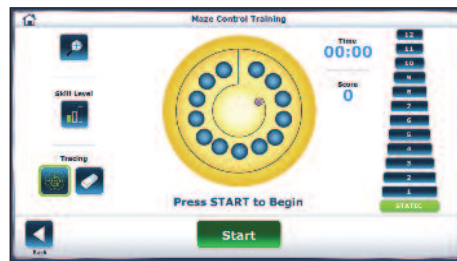 Maze Control Training
Time
00:00
Score
0
Skill Level
Tracing
Press START to Begin
Start
Back
12
11
10
9
8
7
6
5
4
3
2
1
STATIC